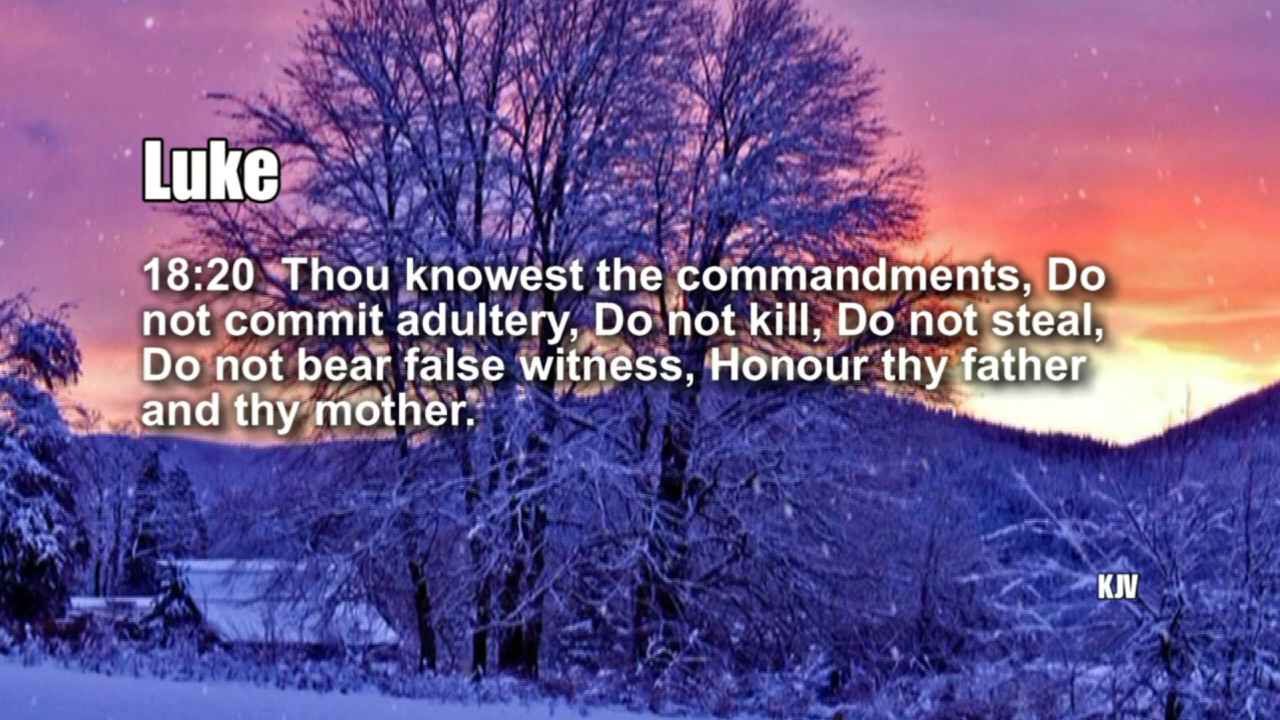 Luke
18:20  Thou knowest the commandments, Do
not commit adultery, Do not kill, Do not steal,
Do not bear false witness, Honour thy father
and thy mother.
KJV